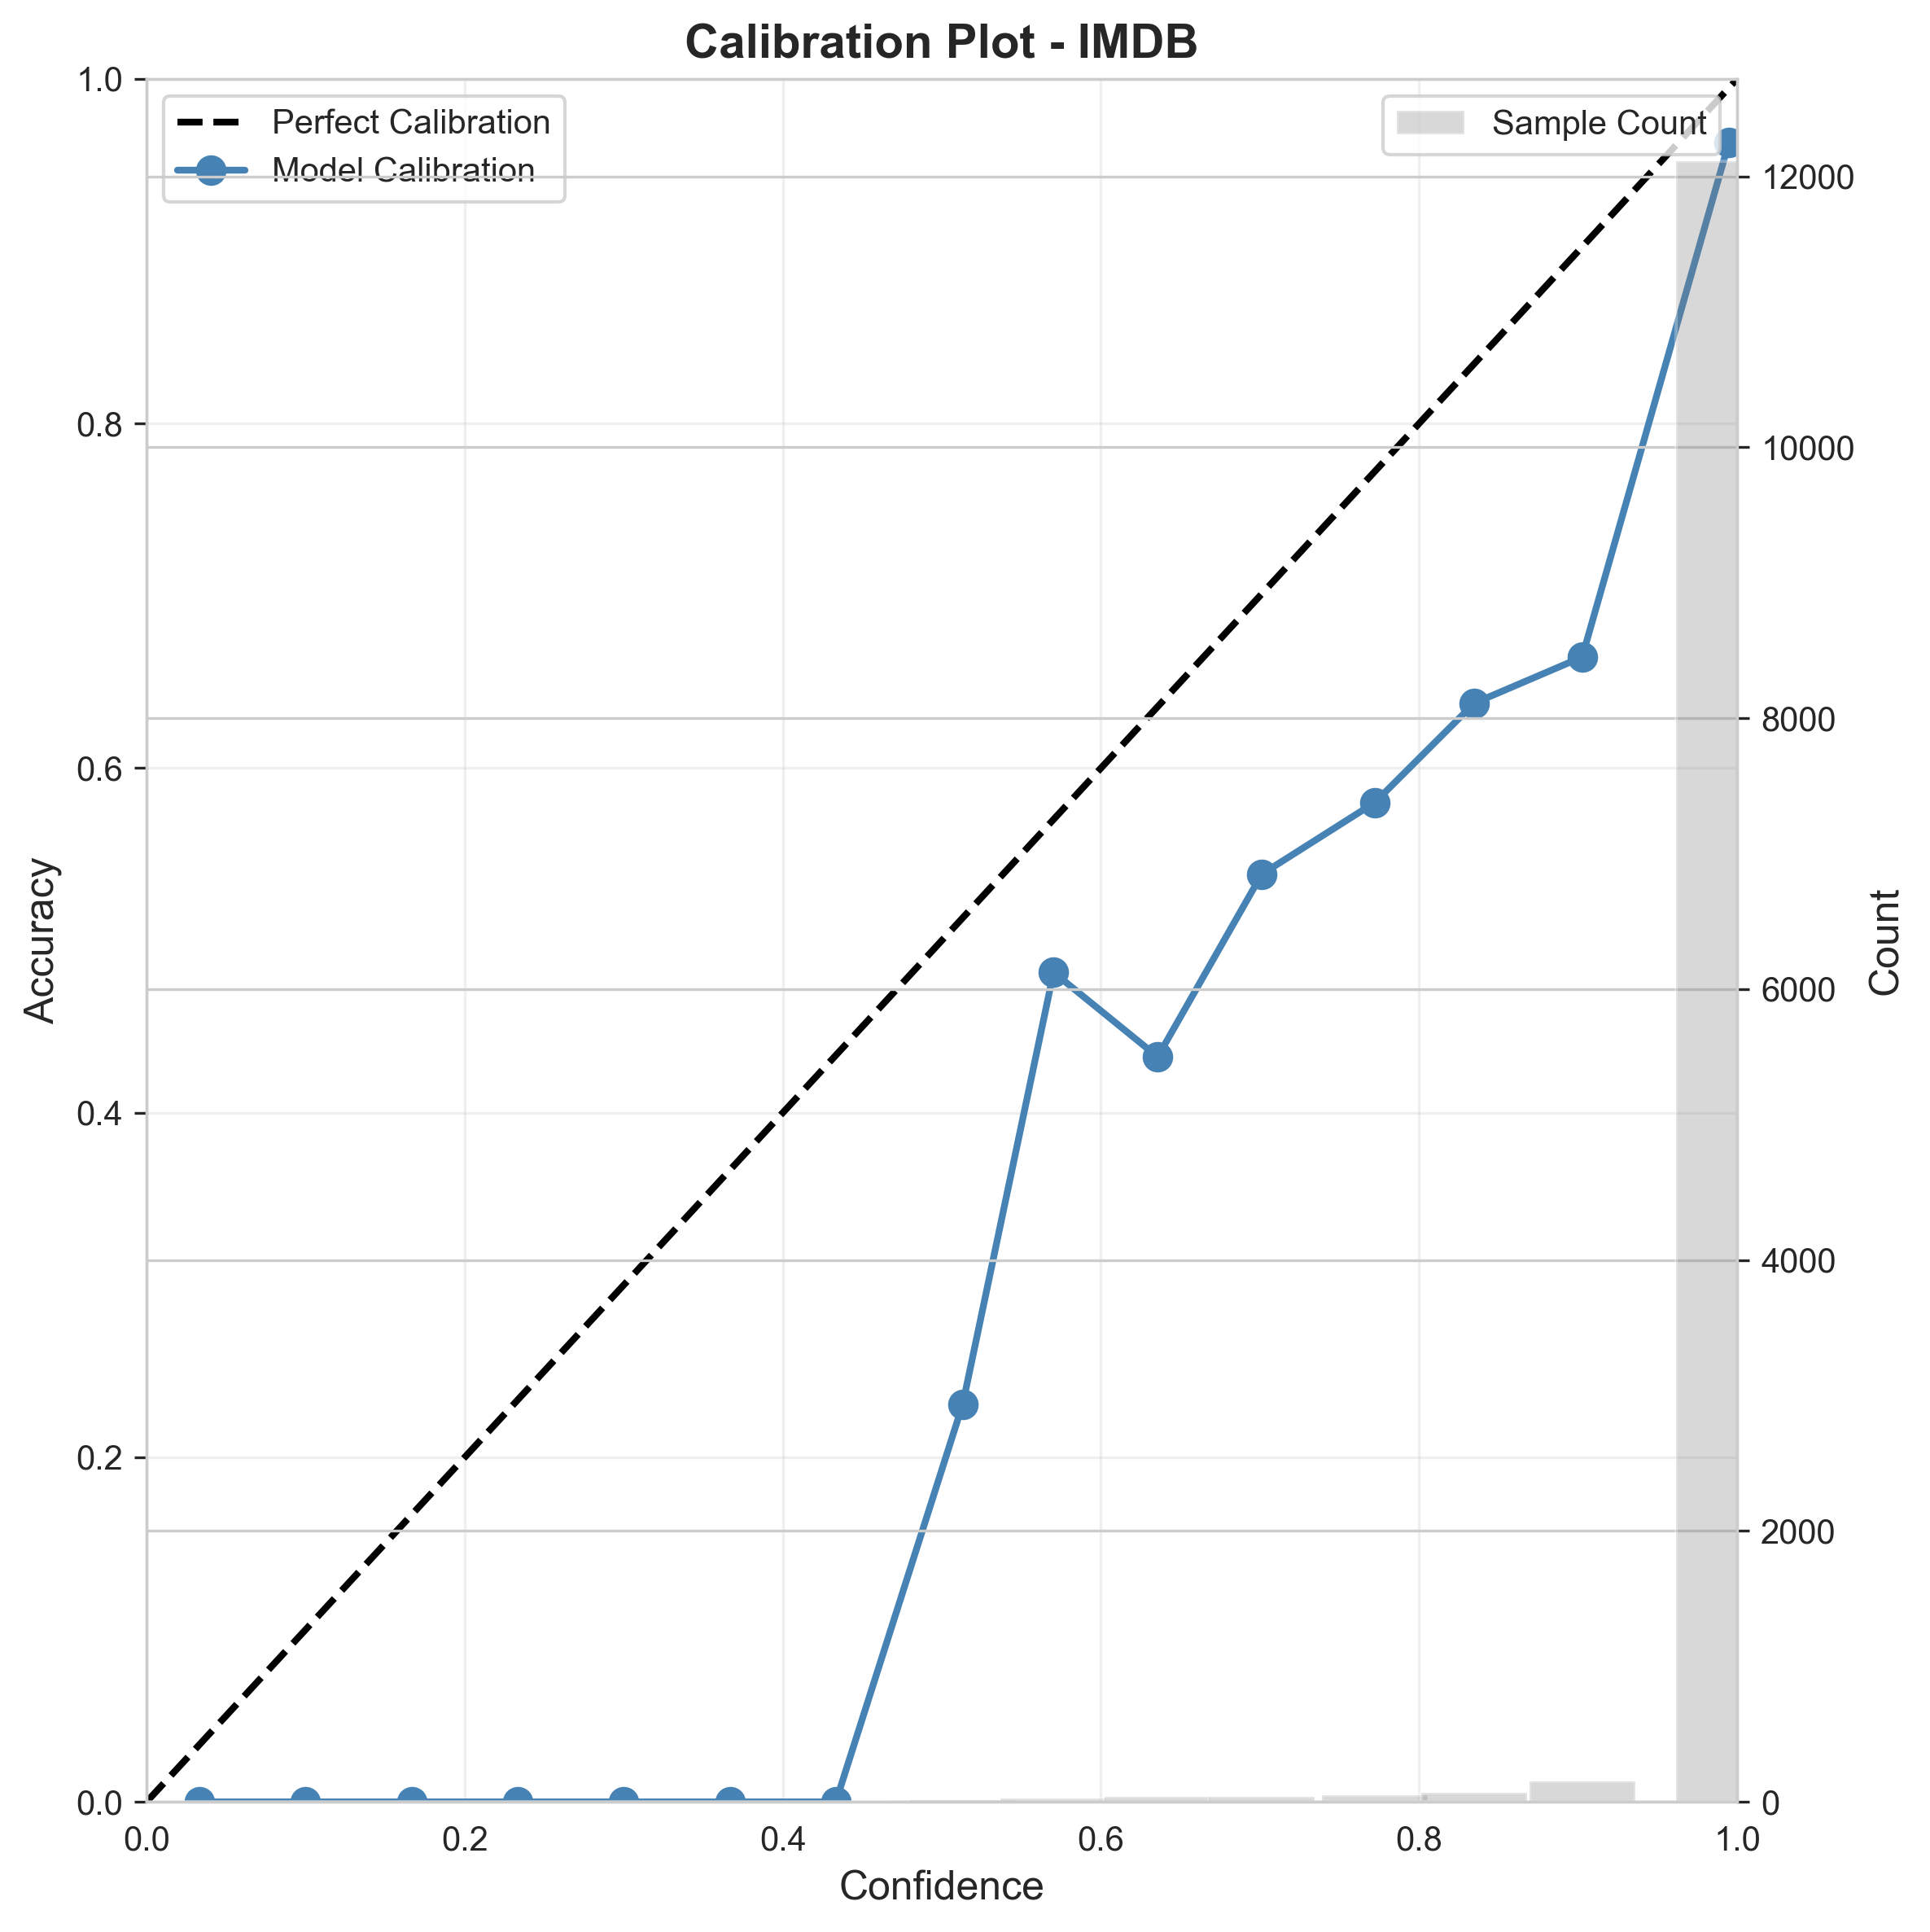 Calibration Plot - IMDB
Perfect Calibration
Model Calibration
Sample Count
1.0
0.8
0.6
0.4
0.2
0.0
Accuracy
12000
10000
8000
6000
4000
2000
0
Count
0.0 0.2 0.4 0.6 0.8 1.0
Confidence